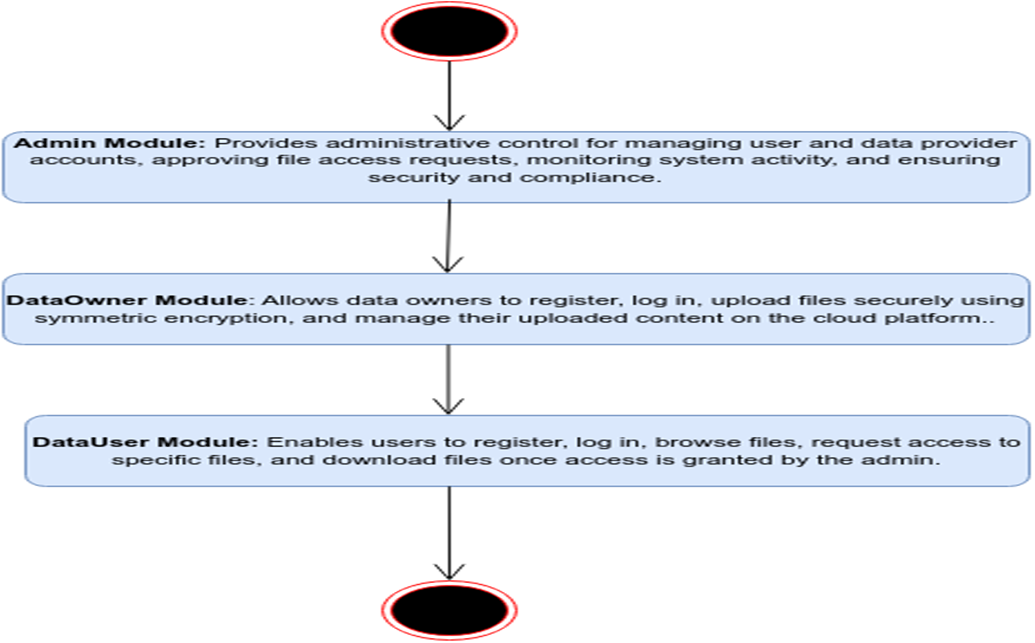 Admin Module: Provides administrative control for managing user and data provider
accounts, approving file access requests, monitoring system activity, and ensuring
security and compliance.
DataOwner Module: Allows data owners to register, log in, upload files securely using
symmetric encryption, and manage their uploaded content on the cloud platform..
DataUser Module: Enables users to register, log in, browse files, request access to
specific files, and download files once access is granted by the admin.